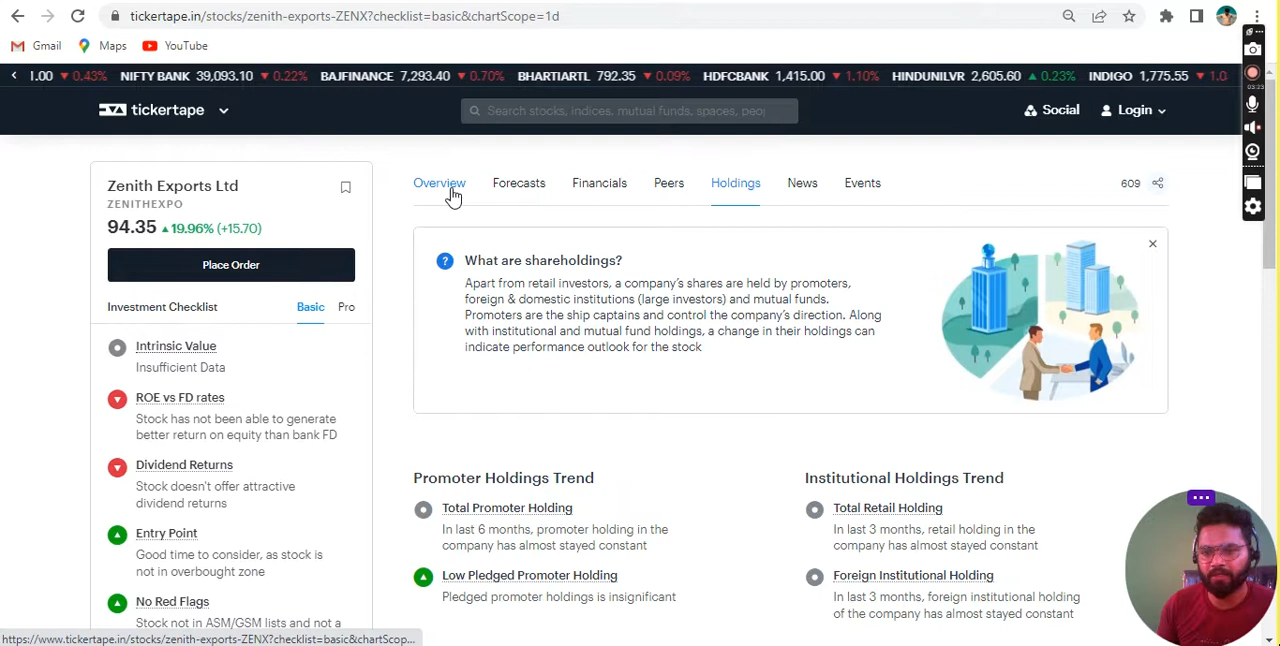 tickertape.in/stocks/zenith-exports-ZENX?checklist=basic&chartScope=1d
Gmail Maps YouTube
1.00 ▼ 0.43% NIFTY BANK 39,093.10 ▼ 0.22% BAJFINANCE 7,293.40 ▼ 0.70% BHARTIARTL 792.35 ▼ 0.09% HDFCBANK 1,415.00 ▼ 1.10% HINDUNILVR 2,605.60 ▲ 0.23% INDIGO 1,775.55 ▼ 1.0
tickertape
Search stocks, indices, mutual funds, spaces, peo
Social Login
03:23
Zenith Exports Ltd
ZENITHEXPO
94.35 ▲ 19.96% (+15.70)
Place Order
Investment Checklist Basic Pro
Intrinsic Value
Insufficient Data
ROE vs FD rates
Stock has not been able to generate
better return on equity than bank FD
Dividend Returns
Stock doesn't offer attractive
dividend returns
Entry Point
Good time to consider, as stock is
not in overbought zone
No Red Flags
Stock not in ASM/GSM lists and not a
Overview Forecasts Financials Peers Holdings News Events 609
? What are shareholdings?
Apart from retail investors, a company's shares are held by promoters,
foreign & domestic institutions (large investors) and mutual funds.
Promoters are the ship captains and control the company's direction. Along
with institutional and mutual fund holdings, a change in their holdings can
indicate performance outlook for the stock
Promoter Holdings Trend
Total Promoter Holding
In last 6 months, promoter holding in the
company has almost stayed constant
Low Pledged Promoter Holding
Pledged promoter holdings is insignificant
Institutional Holdings Trend
Total Retail Holding
In last 3 months, retail holding in the
company has almost stayed constant
Foreign Institutional Holding
In last 3 months, foreign institutional holding
of the company has almost stayed constant
https://www.tickertape.in/stocks/zenith-exports-ZENX?checklist=basic&chartScop...